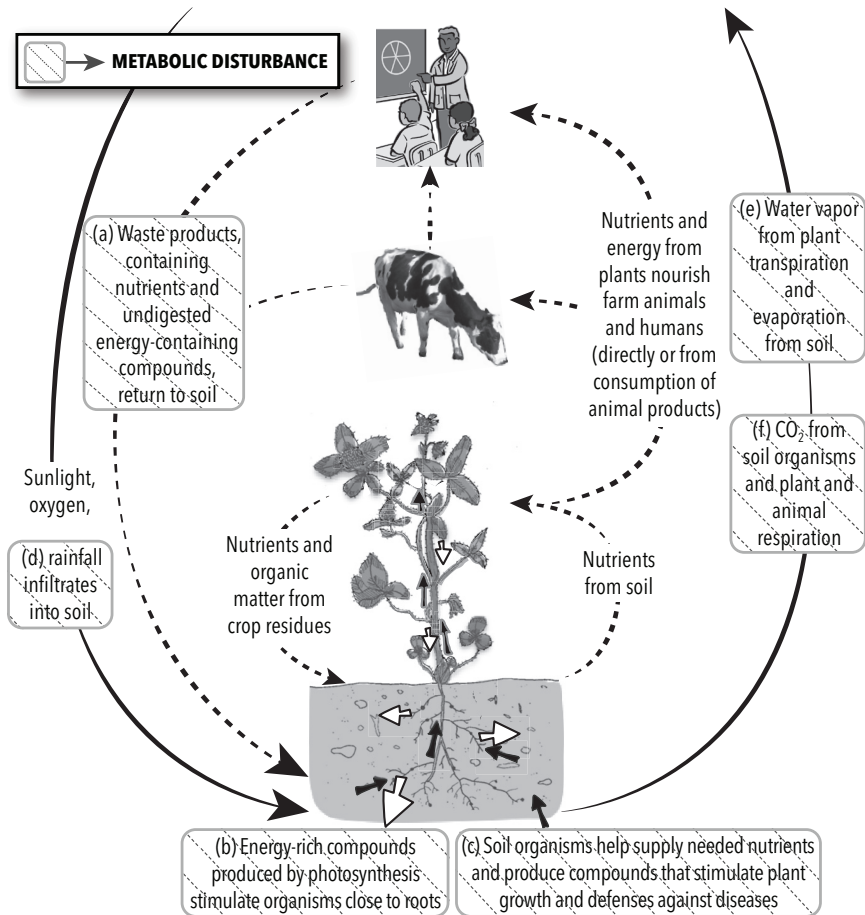 METABOLIC DISTURBANCE
(a) Waste products,
containing
nutrients and
undigested
energy-containing
compounds,
return to soil
Nutrients and
energy from
plants nourish
farm animals
and humans
(directly or from
consumption of
animal products)
(e) Water vapor
from plant
transpiration
and
evaporation
from soil
(f) CO₂ from
soil organisms
and plant and
animal
respiration
Sunlight,
oxygen,
(d) rainfall
infiltrates
into soil
Nutrients and
organic
matter from
crop residues
Nutrients
from soil
(b) Energy-rich compounds
produced by photosynthesis
stimulate organisms close to roots
(c) Soil organisms help supply needed nutrients
and produce compounds that stimulate plant
growth and defenses against diseases